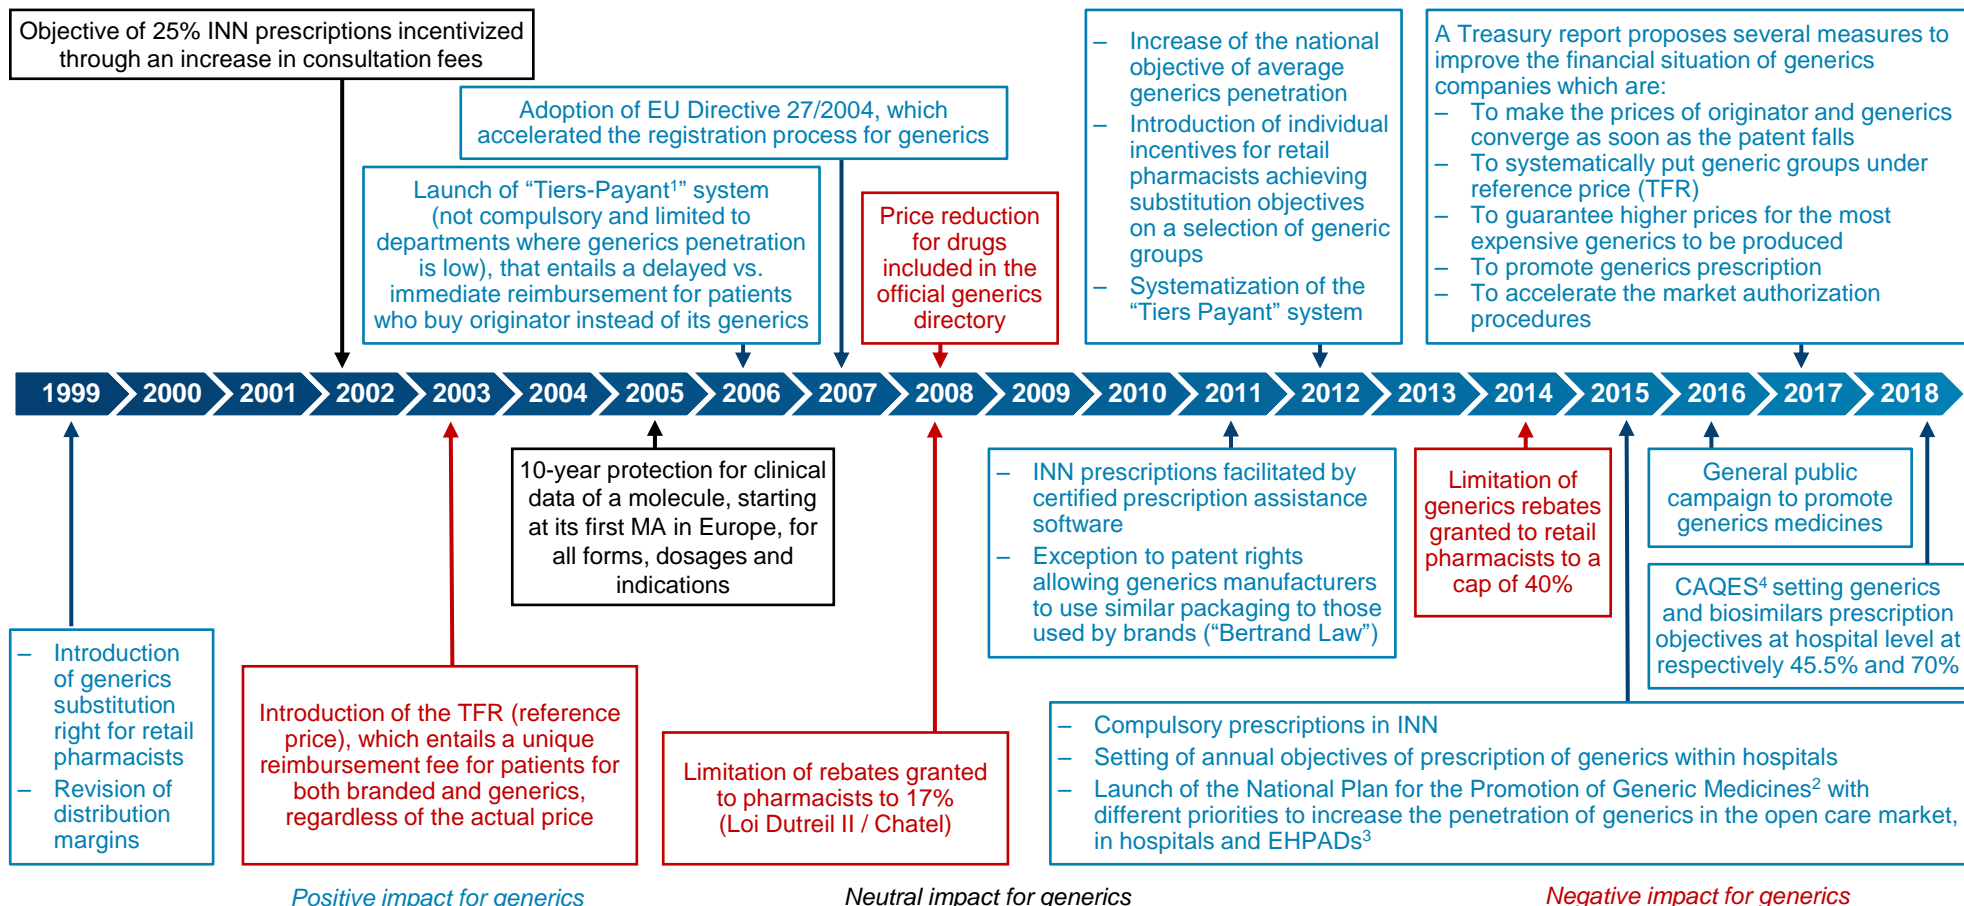 Objective of 25% INN prescriptions incentivized
through an increase in consultation fees
Adoption of EU Directive 27/2004, which
accelerated the registration process for generics
Launch of “Tiers-Payant¹” system
(not compulsory and limited to
departments where generics penetration
is low), that entails a delayed vs.
immediate reimbursement for patients
who buy originator instead of its generics
Price reduction
for drugs
included in the
official generics
directory
– Increase of the national
objective of average
generics penetration
– Introduction of individual
incentives for retail
pharmacists achieving
substitution objectives
on a selection of generic
groups
– Systematization of the
“Tiers Payant” system
A Treasury report proposes several measures to
improve the financial situation of generics
companies which are:
– To make the prices of originator and generics
converge as soon as the patent falls
– To systematically put generic groups under
reference price (TFR)
– To guarantee higher prices for the most
expensive generics to be produced
– To promote generics prescription
– To accelerate the market authorization
procedures
1999 2000 2001 2002 2003 2004 2005 2006 2007 2008 2009 2010 2011 2012 2013 2014 2015 2016 2017 2018
– Introduction
of generics
substitution
right for retail
pharmacists
– Revision of
distribution
margins
Introduction of the TFR (reference
price), which entails a unique
reimbursement fee for patients for
both branded and generics,
regardless of the actual price
10-year protection for clinical
data of a molecule, starting
at its first MA in Europe, for
all forms, dosages and
indications
Limitation of rebates granted
to pharmacists to 17%
(Loi Dutreil II / Chatel)
– INN prescriptions facilitated by
certified prescription assistance
software
– Exception to patent rights
allowing generics manufacturers
to use similar packaging to those
used by brands (“Bertrand Law”)
Limitation of
generics rebates
granted to retail
pharmacists to a
cap of 40%
General public
campaign to promote
generics medicines
CAQES⁴ setting generics
and biosimilars prescription
objectives at hospital level at
respectively 45.5% and 70%
– Compulsory prescriptions in INN
– Setting of annual objectives of prescription of generics within hospitals
– Launch of the National Plan for the Promotion of Generic Medicines² with
different priorities to increase the penetration of generics in the open care market,
in hospitals and EHPADs³
Positive impact for generics
Neutral impact for generics
Negative impact for generics